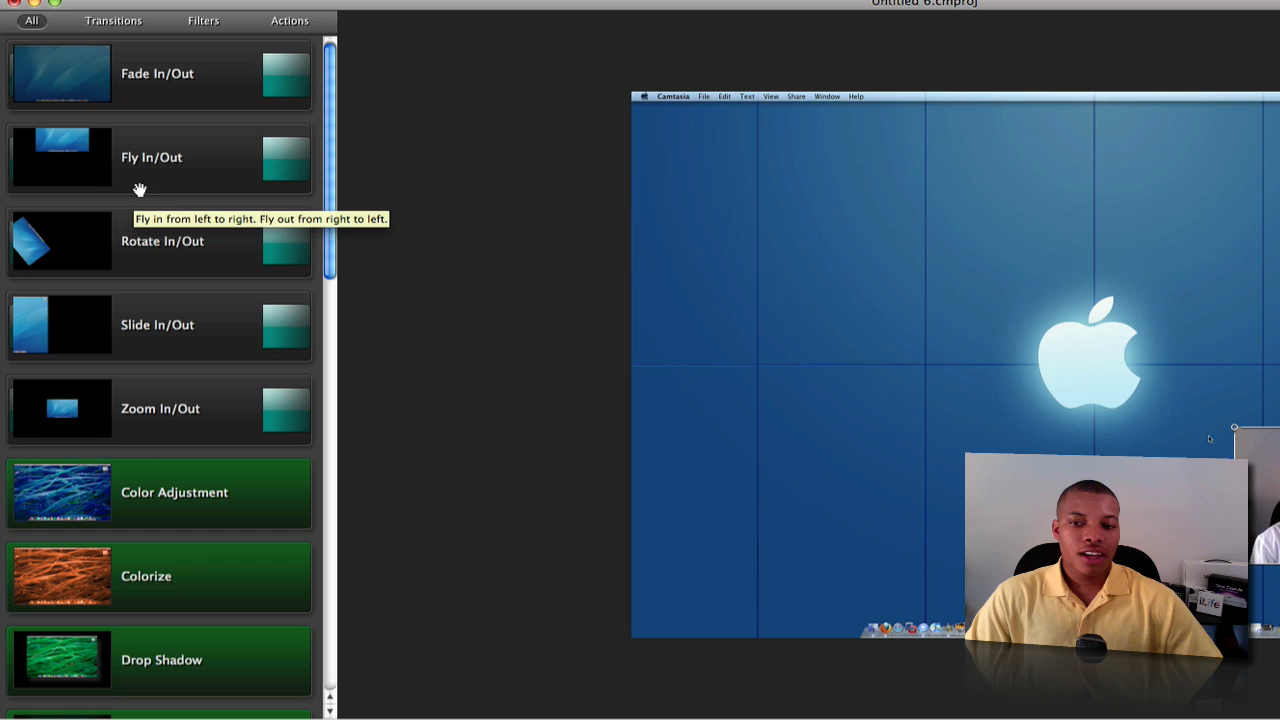 Untitled 6.cmproj
All Transitions Filters Actions
Fade In/Out
Fly In/Out
Fly in from left to right. Fly out from right to left.
Rotate In/Out
Slide In/Out
Zoom In/Out
Color Adjustment
Colorize
Drop Shadow
Camtasia File Edit Text View Share Window Help
iLife